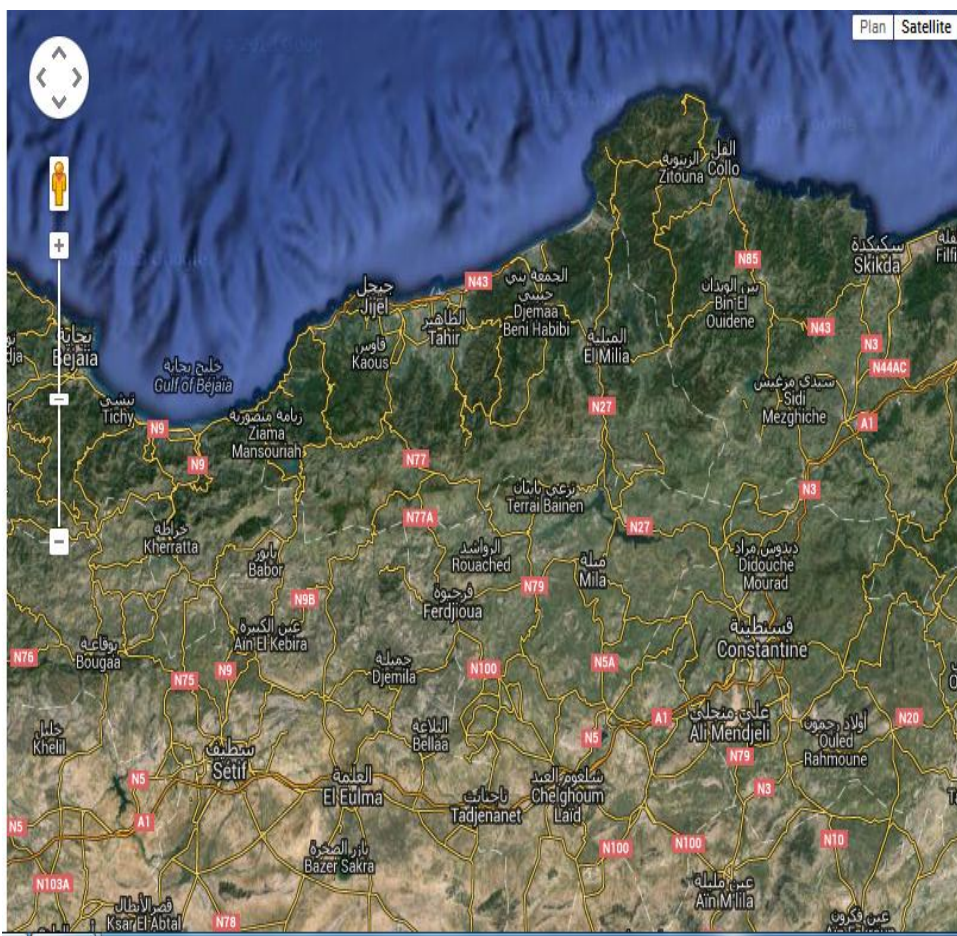 Plan
Satellite
القل
Collo
الزيتونة
Zitouna
سكيكدة
Skikda
N85
بين الويدان
Bin El
Ouidene
N43
جيجل
Jijel
الجمعه بني
حبيبي
Djemaa
Beni Habibi
الطاهير
Tahir
الميلية
El Milia
N43
N3
N44AC
بجاية
Béjaïa
خليج بجاية
Gulf of Béjaïa
قاوس
Kaous
تيشي
Tichy
زيامة منصورية
Ziama
Mansouriah
سيدي مزغيش
Sidi
Mezghiche
N27
A1
N9
N9
N77
N3
ترعي باينان
Terrai Bainen
N77A
N27
خراطة
Kherratta
بابور
Babor
الرواشد
Rouached
ميلة
Mila
ديدوش مراد
Didouche
Mourad
N9B
فرجيوة
Ferdjioua
N79
بوقاعة
Bougaa
عين الكبيرة
Ain El Kebira
قسنطينة
Constantine
N76
N75
N9
جميلة
Djemila
N100
N5A
خليل
Khelil
البلاعة
Bellaa
N5
A1
علي منجلي
Ali Mendjeli
أولاد رحمون
Ouled
Rahmoune
N20
سطيف
Sétif
N79
N5
العلمة
El Eulma
تاجنانت
Tadjenanet
شلغوم العيد
Chelghoum
Laïd
N3
N5
A1
بازر الصخرة
Bazer Sakra
N100
N100
N10
N103A
قصر الأبطال
Ksar El Abtal
N78
عين مليلة
Aïn M'lila
عين فكرون